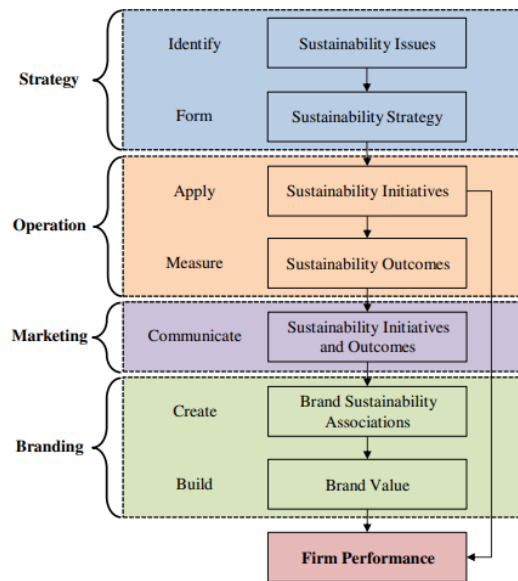 Strategy
Identify
Sustainability Issues
Form
Sustainability Strategy
Operation
Apply
Sustainability Initiatives
Measure
Sustainability Outcomes
Marketing
Communicate
Sustainability Initiatives
and Outcomes
Branding
Create
Brand Sustainability
Associations
Build
Brand Value
Firm Performance